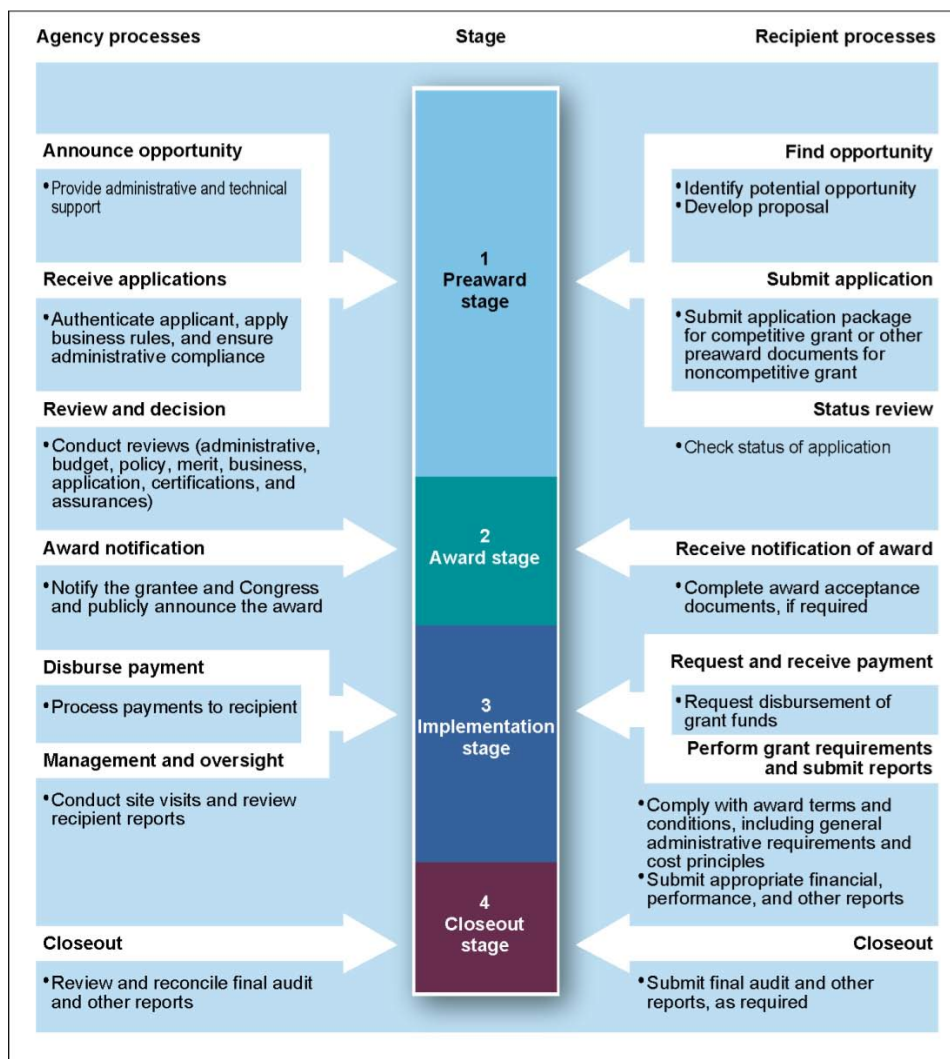 Agency processes
Stage
Recipient processes
Announce opportunity
•Provide administrative and technical
support
Receive applications
•Authenticate applicant, apply
business rules, and ensure
administrative compliance
Review and decision
•Conduct reviews (administrative,
budget, policy, merit, business,
application, certifications, and
assurances)
Award notification
•Notify the grantee and Congress
and publicly announce the award
Disburse payment
•Process payments to recipient
Management and oversight
•Conduct site visits and review
recipient reports
Closeout
•Review and reconcile final audit
and other reports
1
Preaward
stage
2
Award stage
3
Implementation
stage
4
Closeout
stage
Find opportunity
•Identify potential opportunity
•Develop proposal
Submit application
•Submit application package
for competitive grant or other
preaward documents for
noncompetitive grant
Status review
•Check status of application
Receive notification of award
•Complete award acceptance
documents, if required
Request and receive payment
•Request disbursement of
grant funds
Perform grant requirements
and submit reports
•Comply with award terms and
conditions, including general
administrative requirements and
cost principles
•Submit appropriate financial,
performance, and other reports
Closeout
•Submit final audit and other
reports, as required